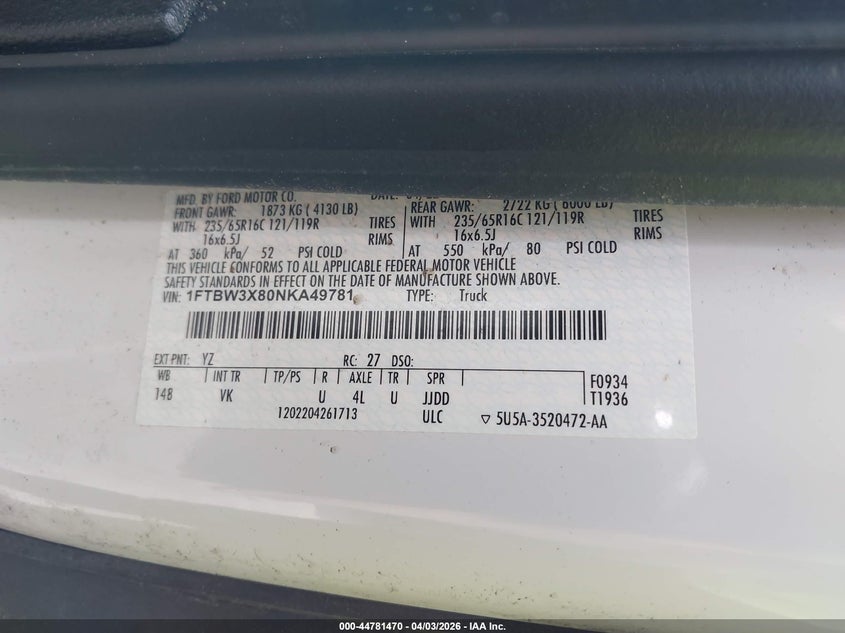 MFD. BY FORD MOTOR CO.
FRONT GAWR: 1873 KG ( 4130 LB)
WITH 235/65R16C 121/119R TIRES
16x6.5J RIMS
AT 360 kPa/ 52 PSI COLD
DATE:
REAR GAWR: 2722 KG ( 6000 LB)
WITH 235/65R16C 121/119R TIRES
16x6.5J RIMS
AT 550 kPa/ 80 PSI COLD
THIS VEHICLE CONFORMS TO ALL APPLICABLE FEDERAL MOTOR VEHICLE
SAFETY STANDARDS IN EFFECT ON THE DATE OF MANUFACTURE SHOWN ABOVE.
VIN: 1FTBW3X80NKA49781 TYPE: Truck
EXT PNT: YZ RC: 27 DSO:
WB INT TR TP/PS R AXLE TR SPR F0934
148 VK U 4L U JJDD T1936
1202204261713 ULC 5U5A-3520472-AA
000-44781470 - 04/03/2026 - IAA Inc.